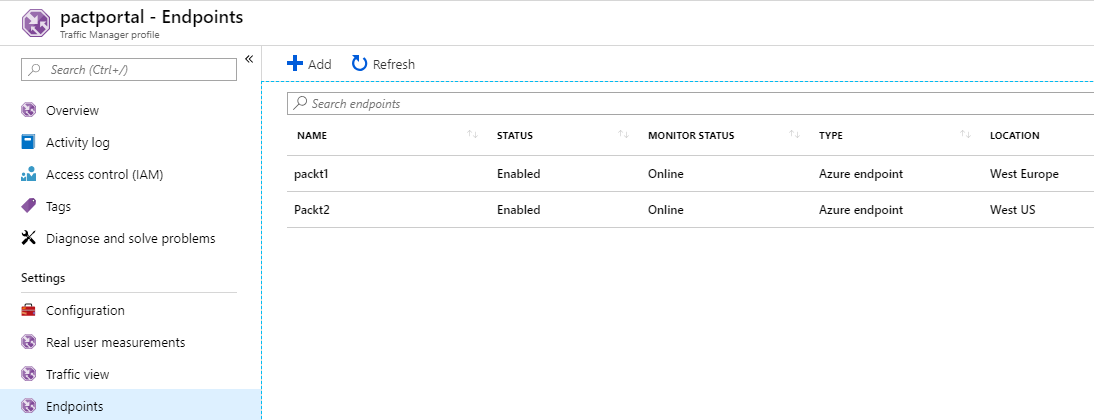 pactportal - Endpoints
Traffic Manager profile
Search (Ctrl+/)
«
Overview
Activity log
Access control (IAM)
Tags
Diagnose and solve problems
Settings
Configuration
Real user measurements
Traffic view
Endpoints
Add Refresh
Search endpoints
NAME STATUS MONITOR STATUS TYPE LOCATION
packt1 Enabled Online Azure endpoint West Europe
Packt2 Enabled Online Azure endpoint West US